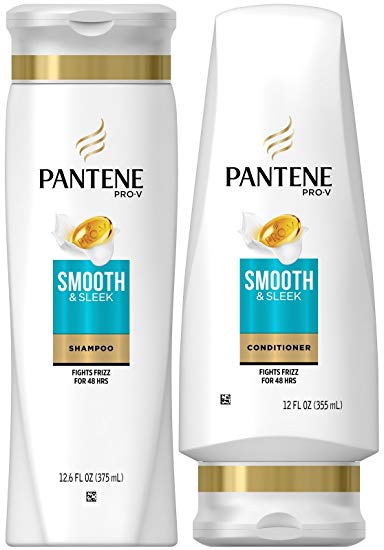 PANTENE
PRO-V
PRO-V
SMOOTH
& SLEEK
SHAMPOO
FIGHTS FRIZZ
FOR 48 HRS
12.6 FL OZ (375 mL)
PANTENE
PRO-V
SMOOTH
& SLEEK
CONDITIONER
FIGHTS FRIZZ
FOR 48 HRS
12 FL OZ (355 mL)